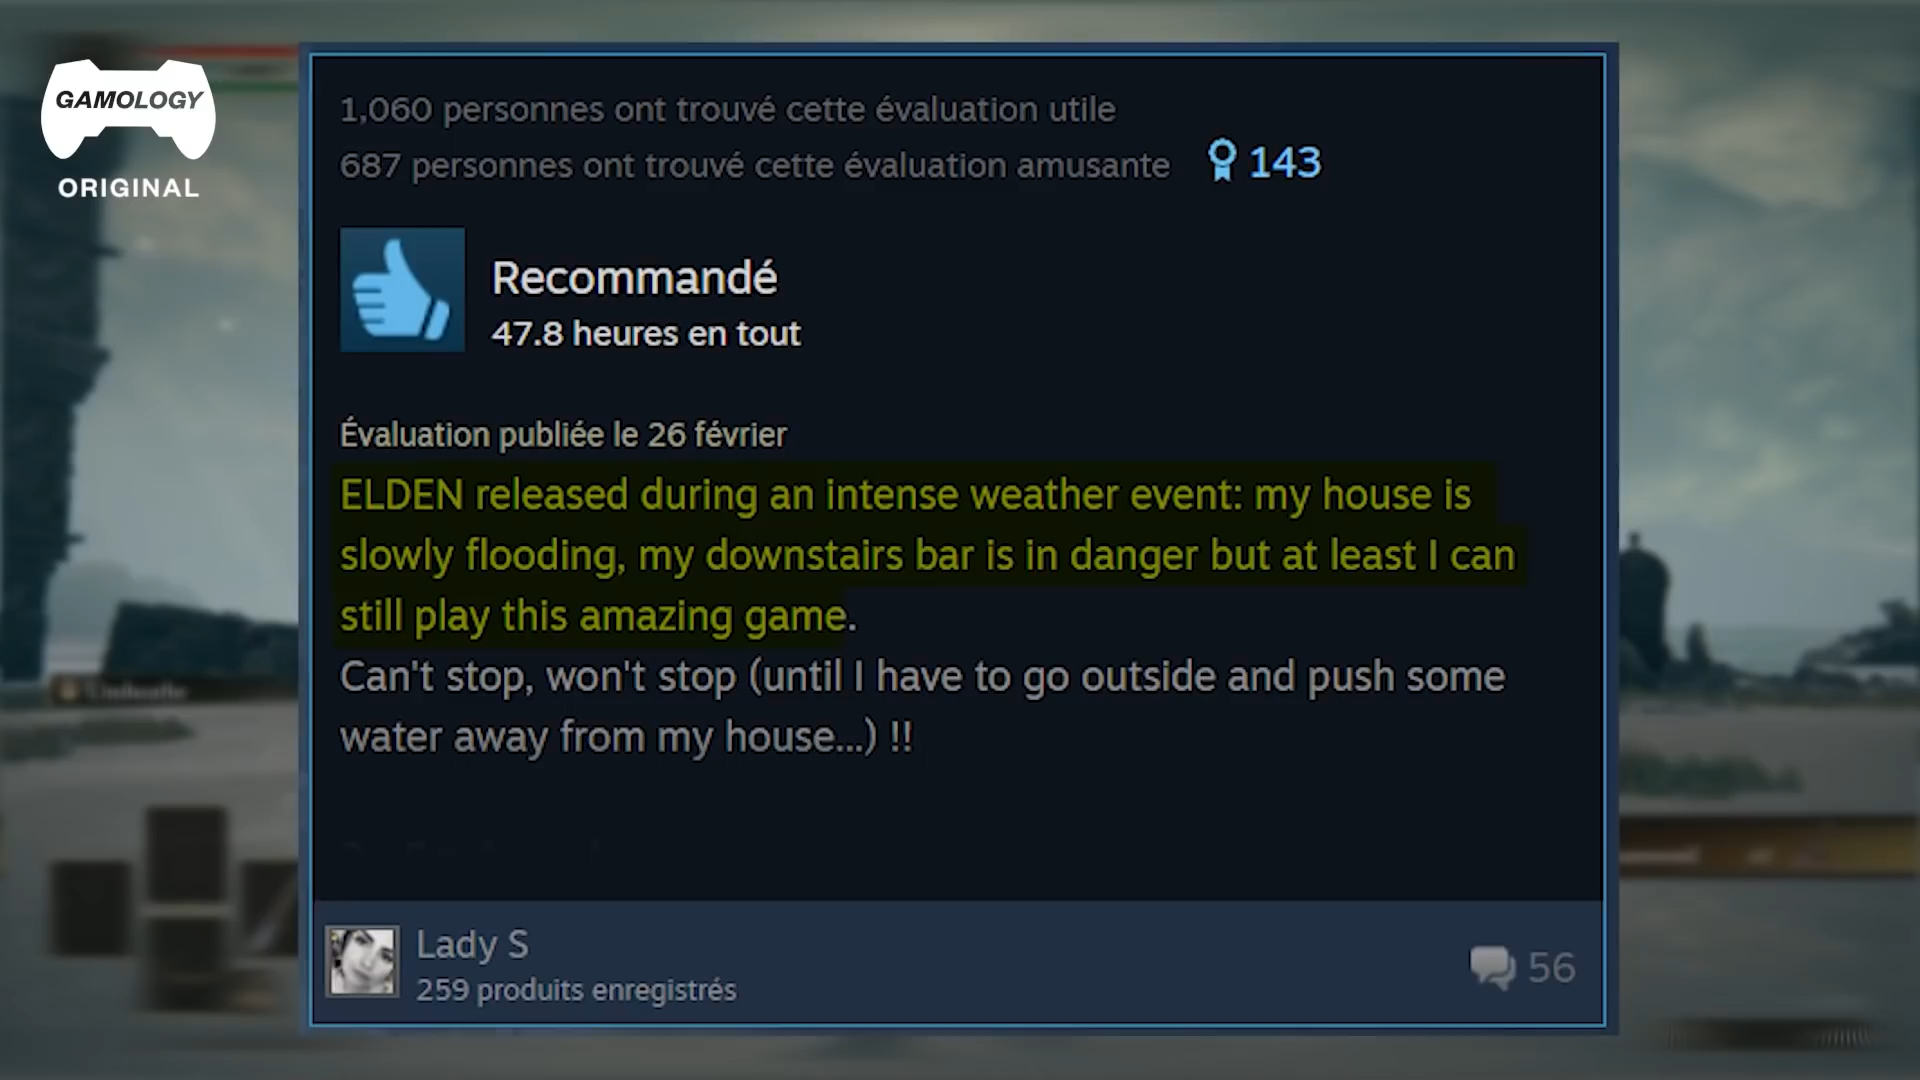 GAMOLOGY
ORIGINAL
1,060 personnes ont trouvé cette évaluation utile
687 personnes ont trouvé cette évaluation amusante 143
Recommandé
47.8 heures en tout
Évaluation publiée le 26 février
ELDEN released during an intense weather event: my house is
slowly flooding, my downstairs bar is in danger but at least I can
still play this amazing game.
Can't stop, won't stop (until I have to go outside and push some
water away from my house...) !!
Lady S
259 produits enregistrés
56